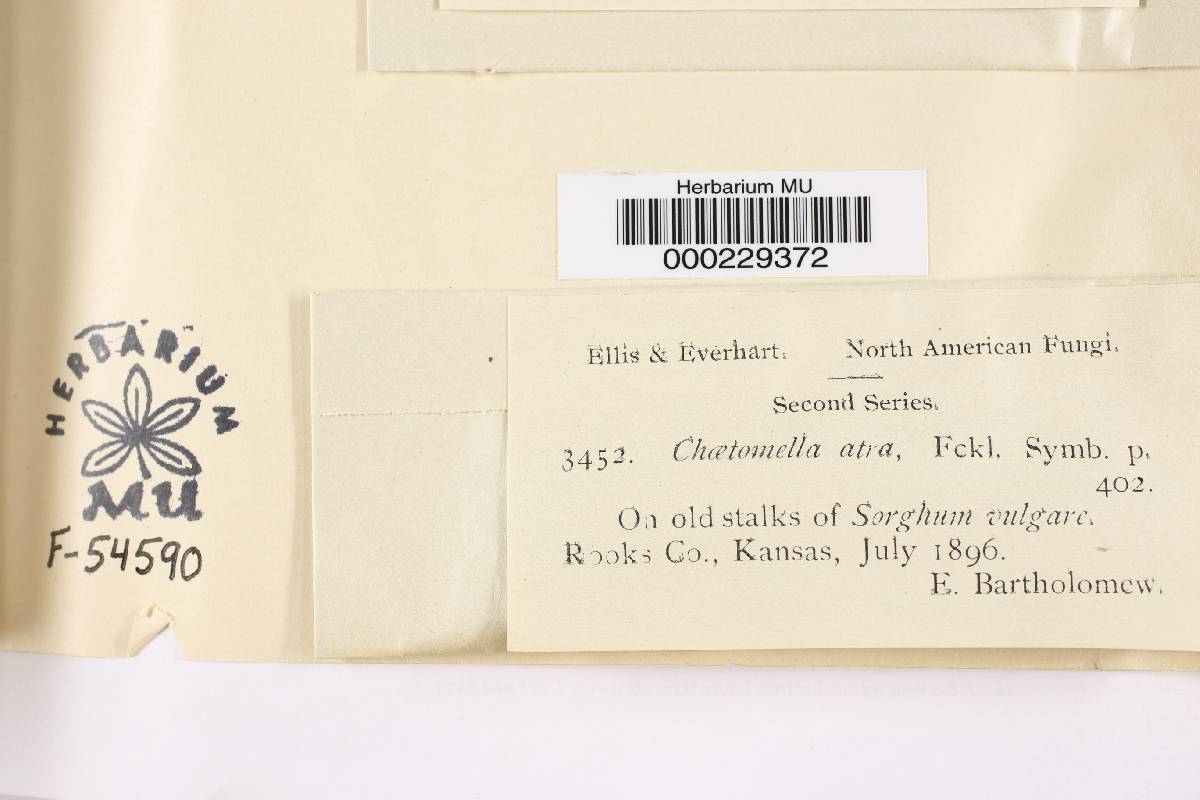 Herbarium MU
000229372
HERBARIUM
MU
F-54590
Ellis & Everhart. North American Fungi.
Second Series.
3452. Chætomella atra, Fckl. Symb. p.
402.
On old stalks of Sorghum vulgare.
Rooks Co., Kansas, July 1896.
E. Bartholomew.